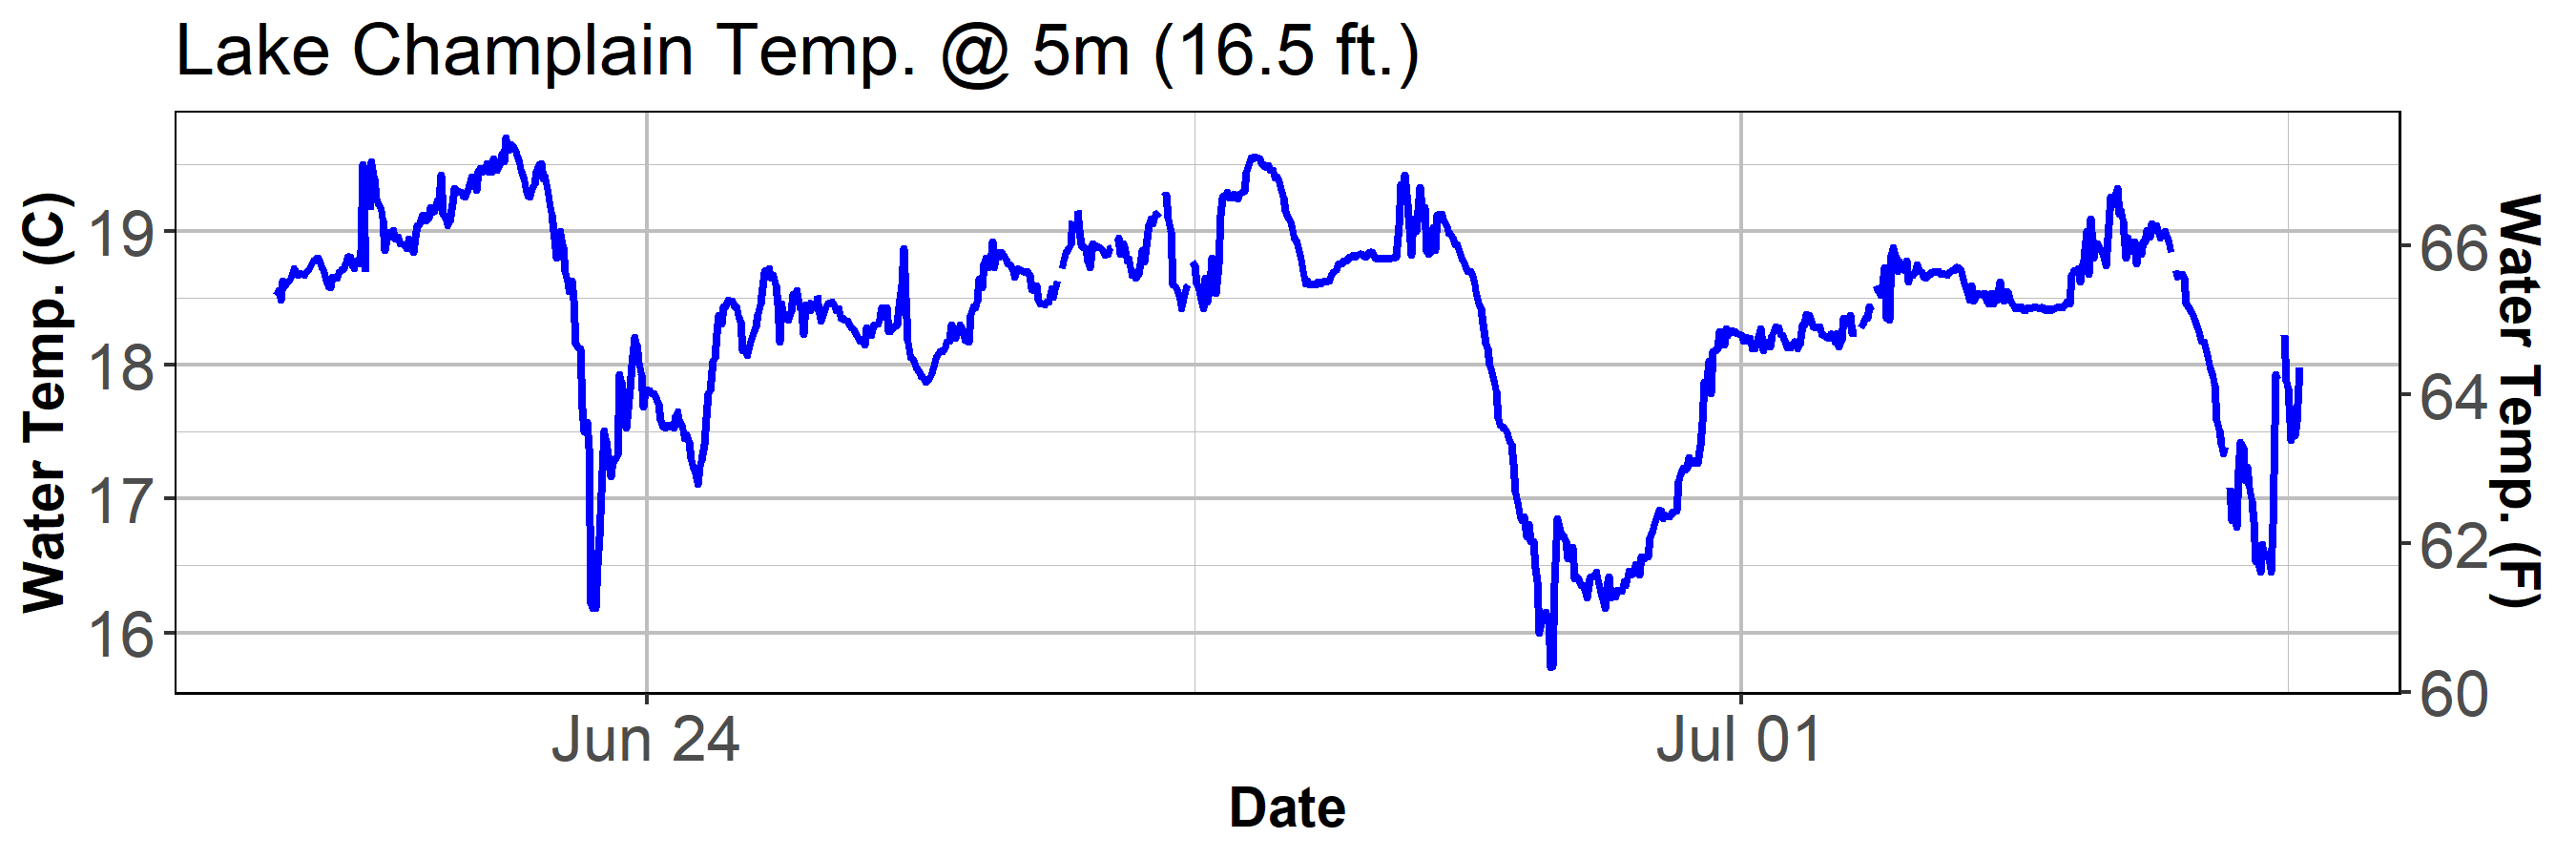 Lake Champlain Temp. @ 5m (16.5 ft.)
Water Temp. (C)
19
18
17
16
66
64
62
60
Water Temp. (F)
Jun 24
Jul 01
Date